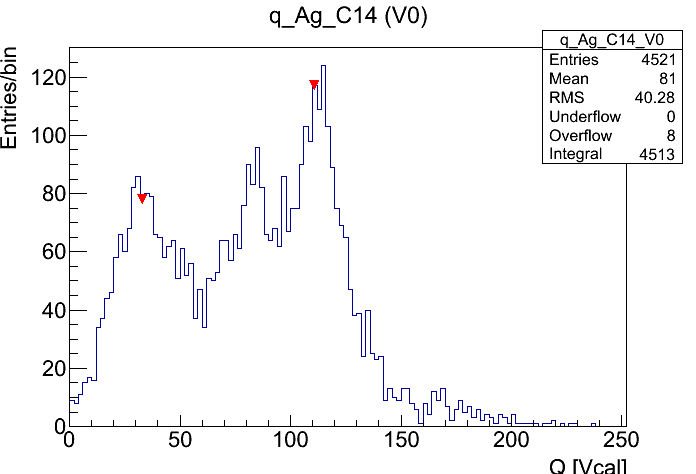 q_Ag_C14 (V0)
q_Ag_C14_V0
Entries 4521
Mean 81
RMS 40.28
Underflow 0
Overflow 8
Integral 4513
Entries/bin
120
100
80
60
40
20
0
0 50 100 150 200 250
Q [Vcal]